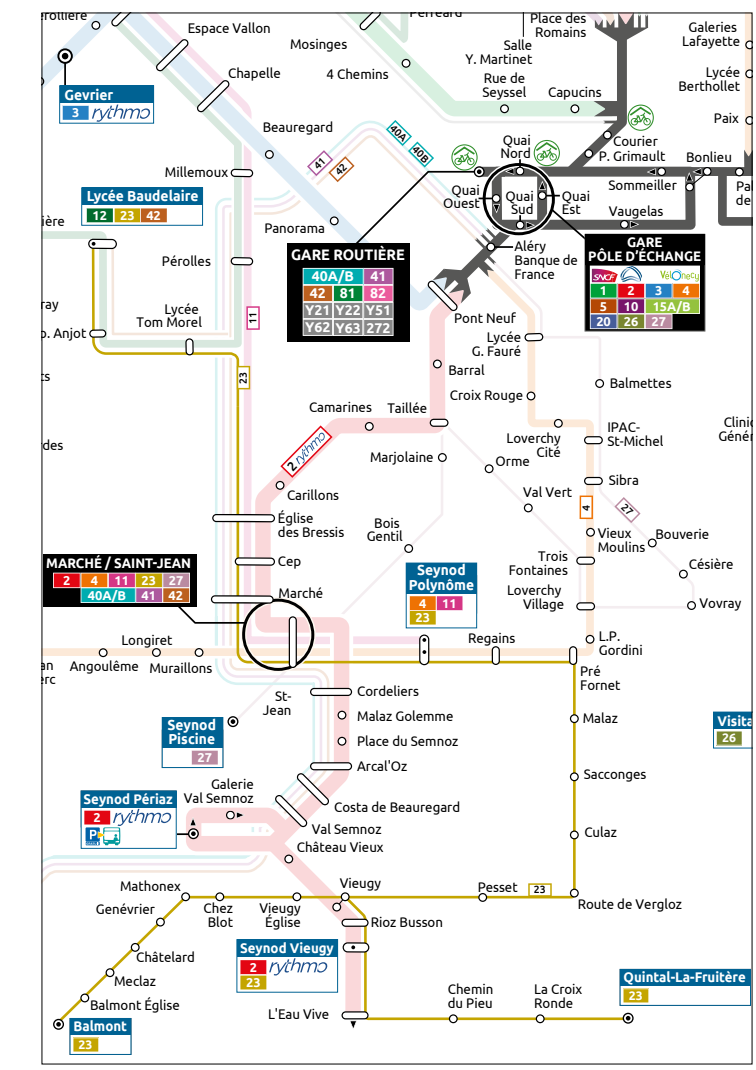 Place des
Romains
Galeries
Lafayette
Espace Vallon
Mosinges
Salle
Y. Martinet
Chapelle
4 Chemins
Rue de
Seyssel
Capucins
Lycée
Berthollet
Gevrier
3 rythmo
Paix
Beauregard
40A
40B
41
42
Quai
Nord
Courier
P. Grimault
Bonlieu
Millemoux
Sommeiller
Lycée Baudelaire
12 23 42
Quai
Ouest
Quai
Sud
Quai
Est
Vaugelas
ière
Panorama
Aléry
Banque de
France
GARE ROUTIÈRE
40A/B 41
42 81 82
Y21 Y22 Y51
Y62 Y63 272
GARE
PÔLE D'ÉCHANGE
SNCF Vélonecy
1 2 3 4
5 10 15A/B
20 26 27
Pérolles
Lycée
Tom Morel
11
Pont Neuf
p. Anjot
Lycée
G. Fauré
23
Barral
Balmettes
Croix Rouge
Camarines
Taillée
2 rythmo
Loverchy
Cité
IPAC-
St-Michel
Marjolaine
Orme
Sibra
Carillons
Val Vert
4
27
Église
des Bressis
Bois
Gentil
Vieux
Moulins
Bouverie
MARCHÉ / SAINT-JEAN
2 4 11 23 27
40A/B 41 42
Cep
Seynod
Polynôme
4 11
23
Trois
Fontaines
Césière
Marché
Loverchy
Village
Vovray
Longiret
Regains
L.P.
Gordini
Angoulême
Muraillons
Pré
Fornet
St-
Jean
Cordeliers
Malaz Golemme
Malaz
Seynod
Piscine
27
Place du Semnoz
Visita
26
Arcal'Oz
Sacconges
Galerie
Val Semnoz
Costa de Beauregard
Seynod Périaz
2 rythmo
P
Val Semnoz
Culaz
Château Vieux
Mathonex
Vieugy
Pesset
23
Genévrier
Chez
Blot
Vieugy
Église
Rioz Busson
Route de Vergloz
Châtelard
Seynod Vieugy
2 rythmo
23
Meclaz
Quintal-La-Fruitère
23
Balmont Église
Chemin
du Pieu
La Croix
Ronde
L'Eau Vive
Balmont
23